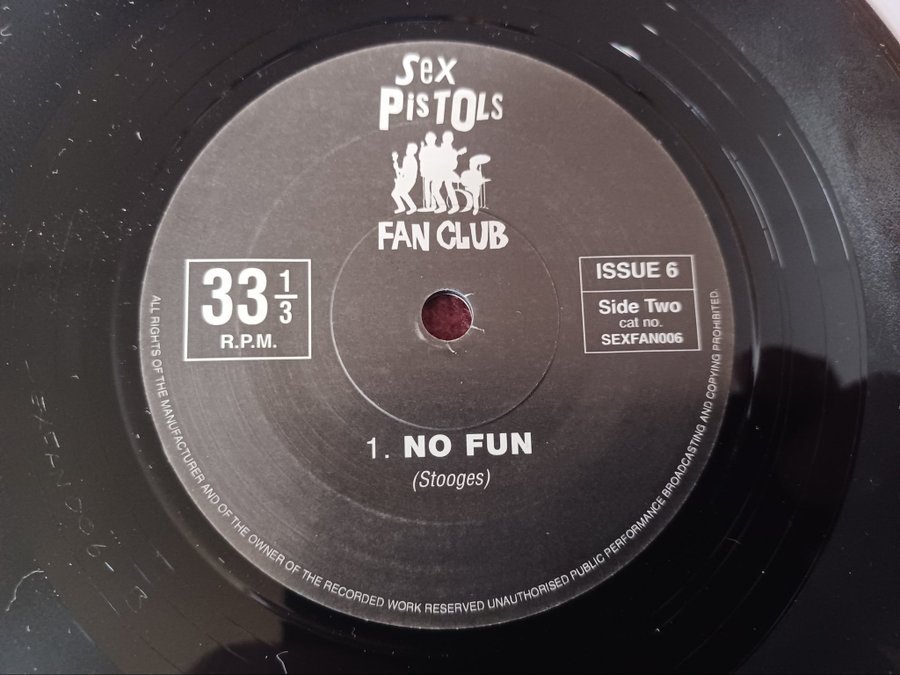 Sex
PiSTOLS
FAN CLUB
33 1/3
R.P.M.
ISSUE 6
Side Two
cat no.
SEXFAN006
1. NO FUN
(Stooges)
ALL RIGHTS OF THE MANUFACTURER AND OF THE OWNER OF THE RECORDED WORK RESERVED UNAUTHORISED PUBLIC PERFORMANCE BROADCASTING AND COPYING PROHIBITED.